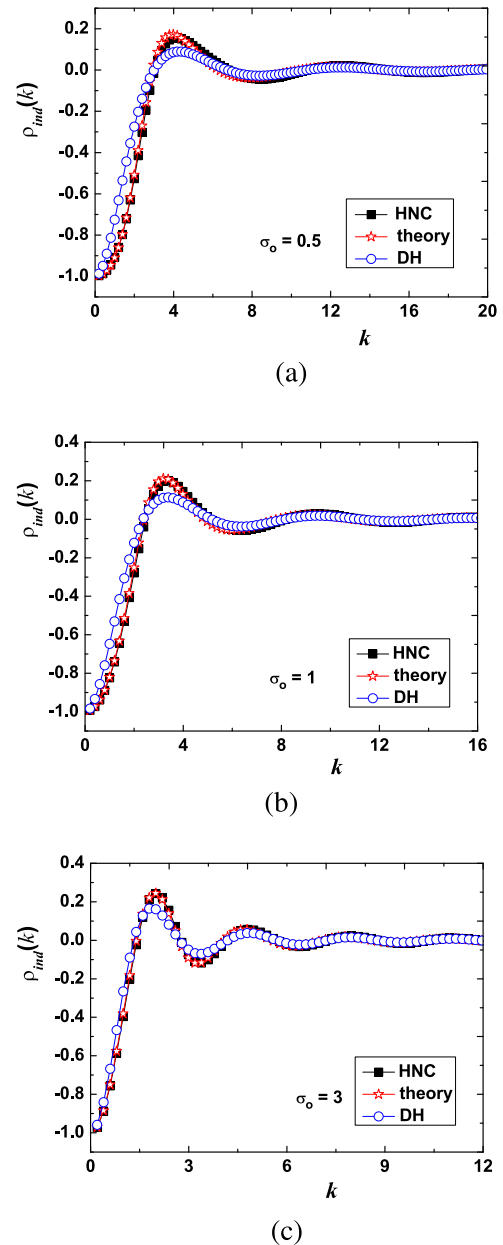 0.2
0.0
-0.2
-0.4
-0.6
-0.8
-1.0
ρind(k)
HNC
theory
DH
σo = 0.5
0 4 8 12 16 20
k
(a)
0.4
0.2
0.0
-0.2
-0.4
-0.6
-0.8
-1.0
ρind(k)
HNC
theory
DH
σo = 1
0 4 8 12 16
k
(b)
0.4
0.2
0.0
-0.2
-0.4
-0.6
-0.8
-1.0
ρind(k)
HNC
theory
DH
σo = 3
0 3 6 9 12
k
(c)